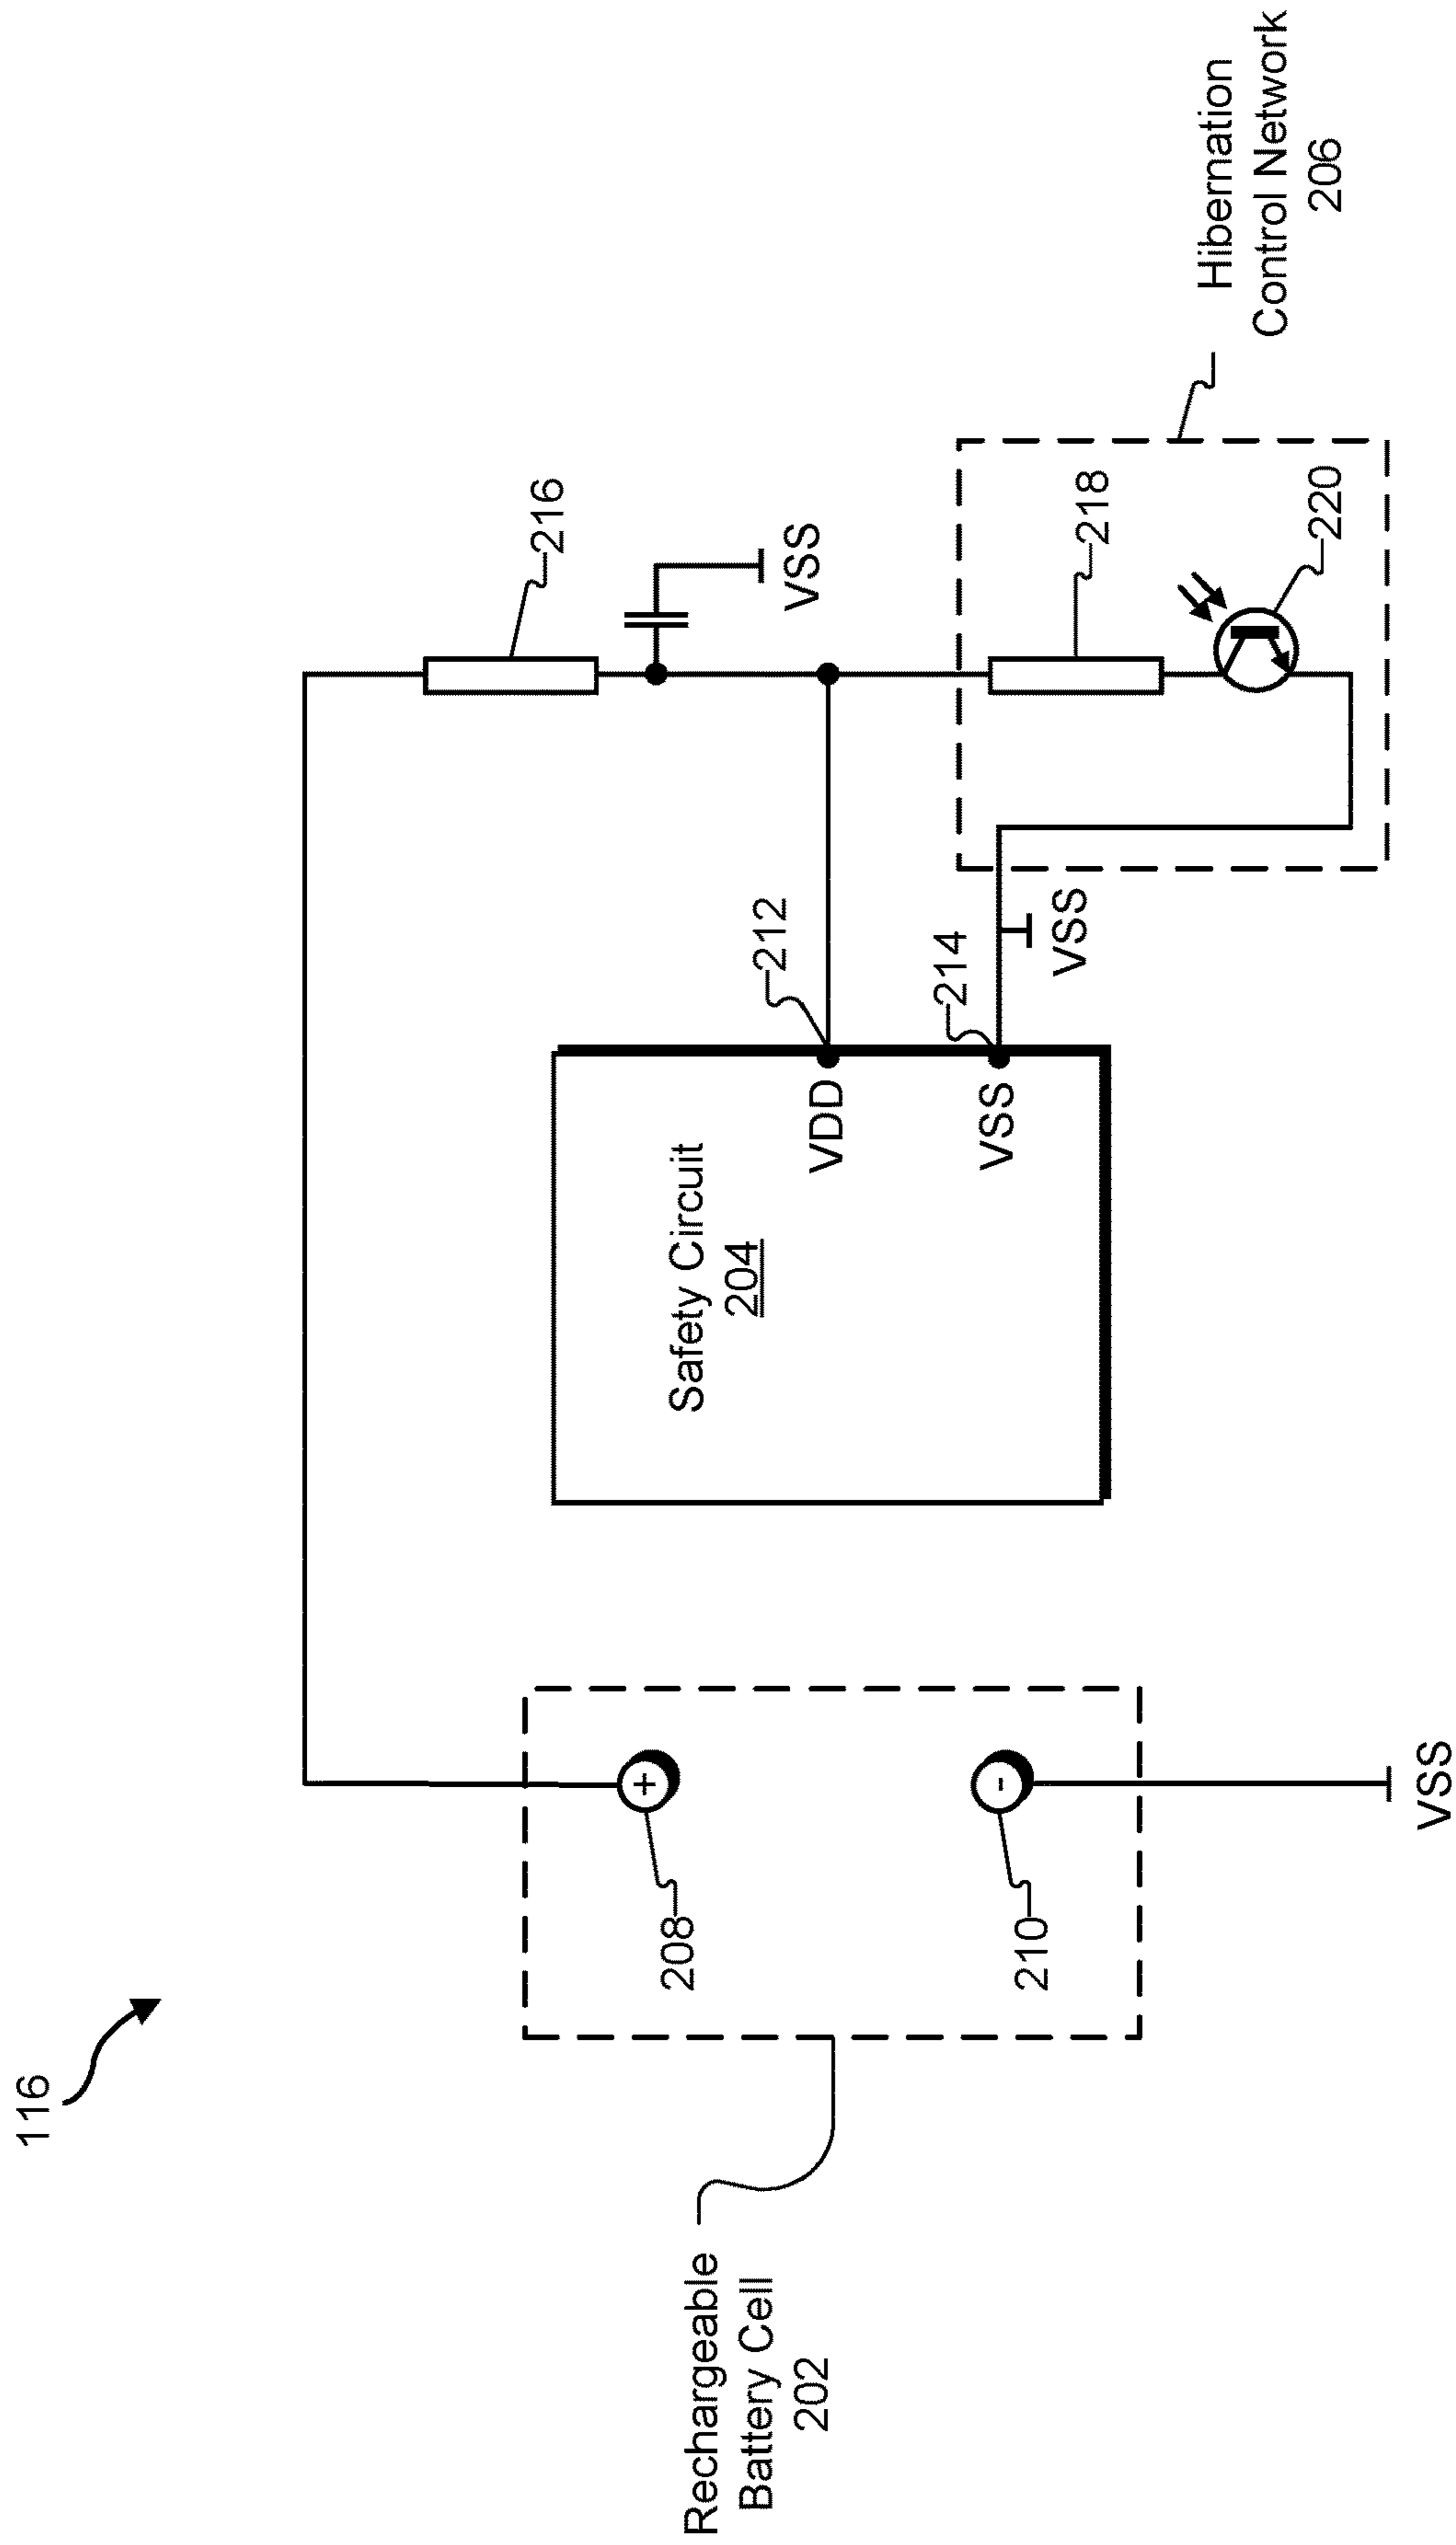 116
Rechargeable
Battery Cell
202
208
+
210
-
VSS
Safety Circuit
204
VDD
VSS
212
214
VSS
216
VSS
218
220
Hibernation
Control Network
206